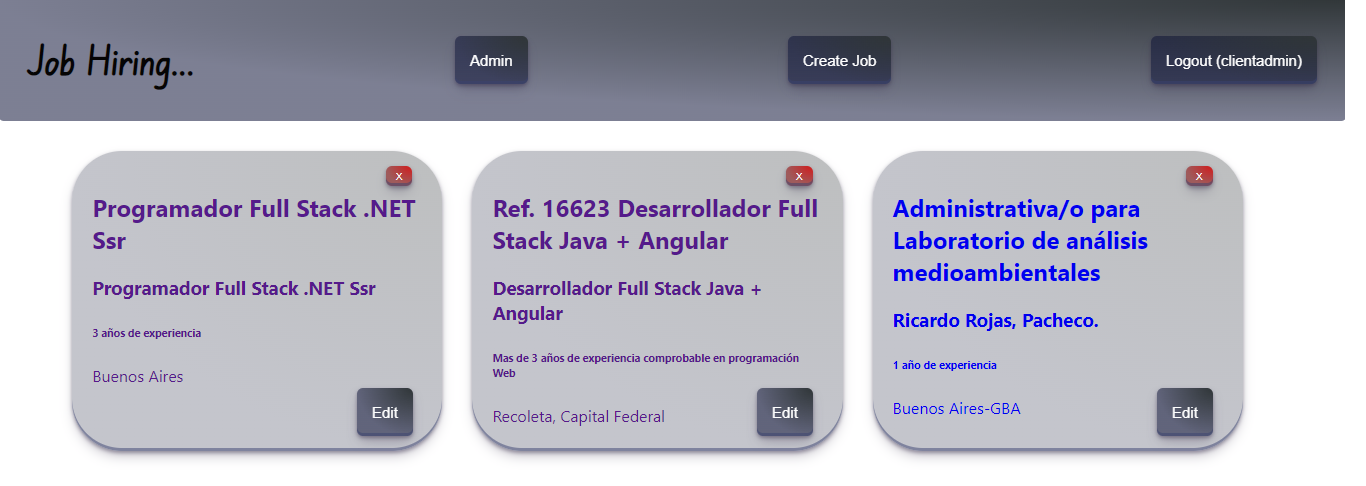 Job Hiring...
Admin
Create Job
Logout (clientadmin)
x
Programador Full Stack .NET
Ssr
Programador Full Stack .NET Ssr
3 años de experiencia
Buenos Aires
Edit
x
Ref. 16623 Desarrollador Full
Stack Java + Angular
Desarrollador Full Stack Java +
Angular
Mas de 3 años de experiencia comprobable en programación
Web
Recoleta, Capital Federal
Edit
x
Administrativa/o para
Laboratorio de análisis
medioambientales
Ricardo Rojas, Pacheco.
1 año de experiencia
Buenos Aires-GBA
Edit